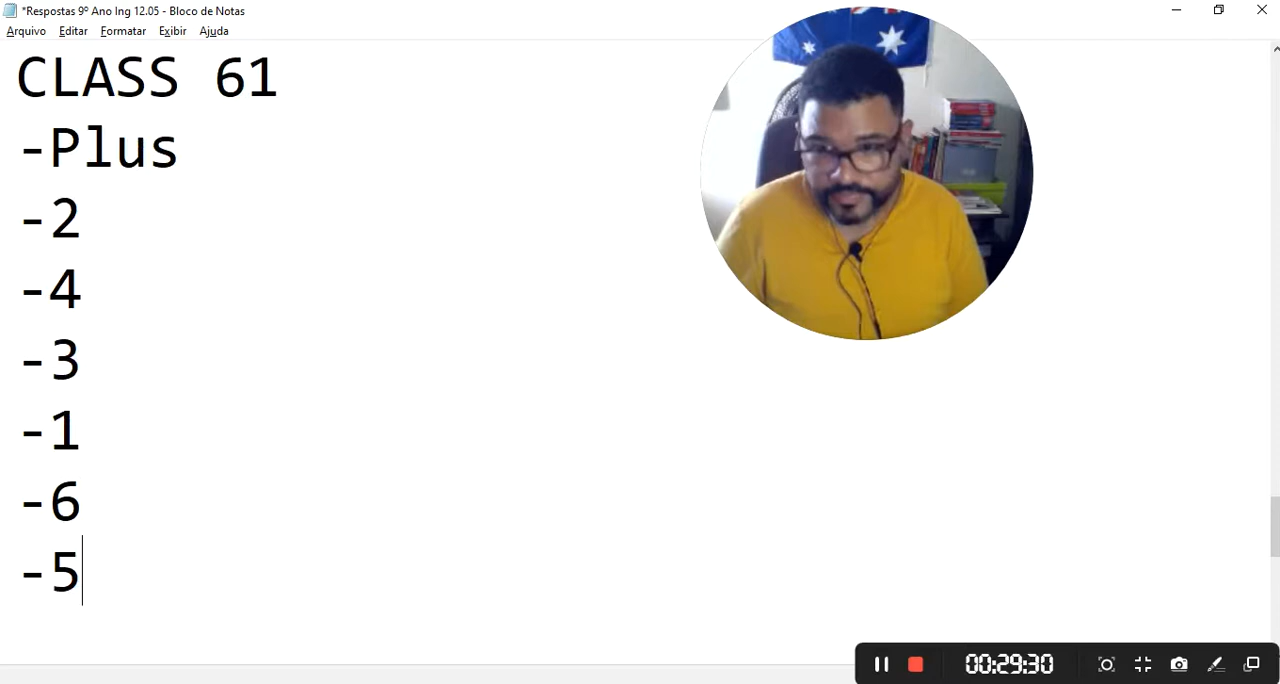 *Respostas 9º Ano Ing 12.05 - Bloco de Notas
Arquivo Editar Formatar Exibir Ajuda
CLASS 61
-Plus
-2
-4
-3
-1
-6
-5
00:29:30